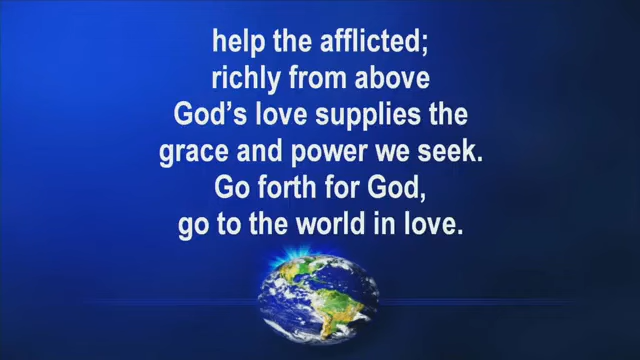 help the afflicted;
richly from above
God's love supplies the
grace and power we seek.
Go forth for God,
go to the world in love.